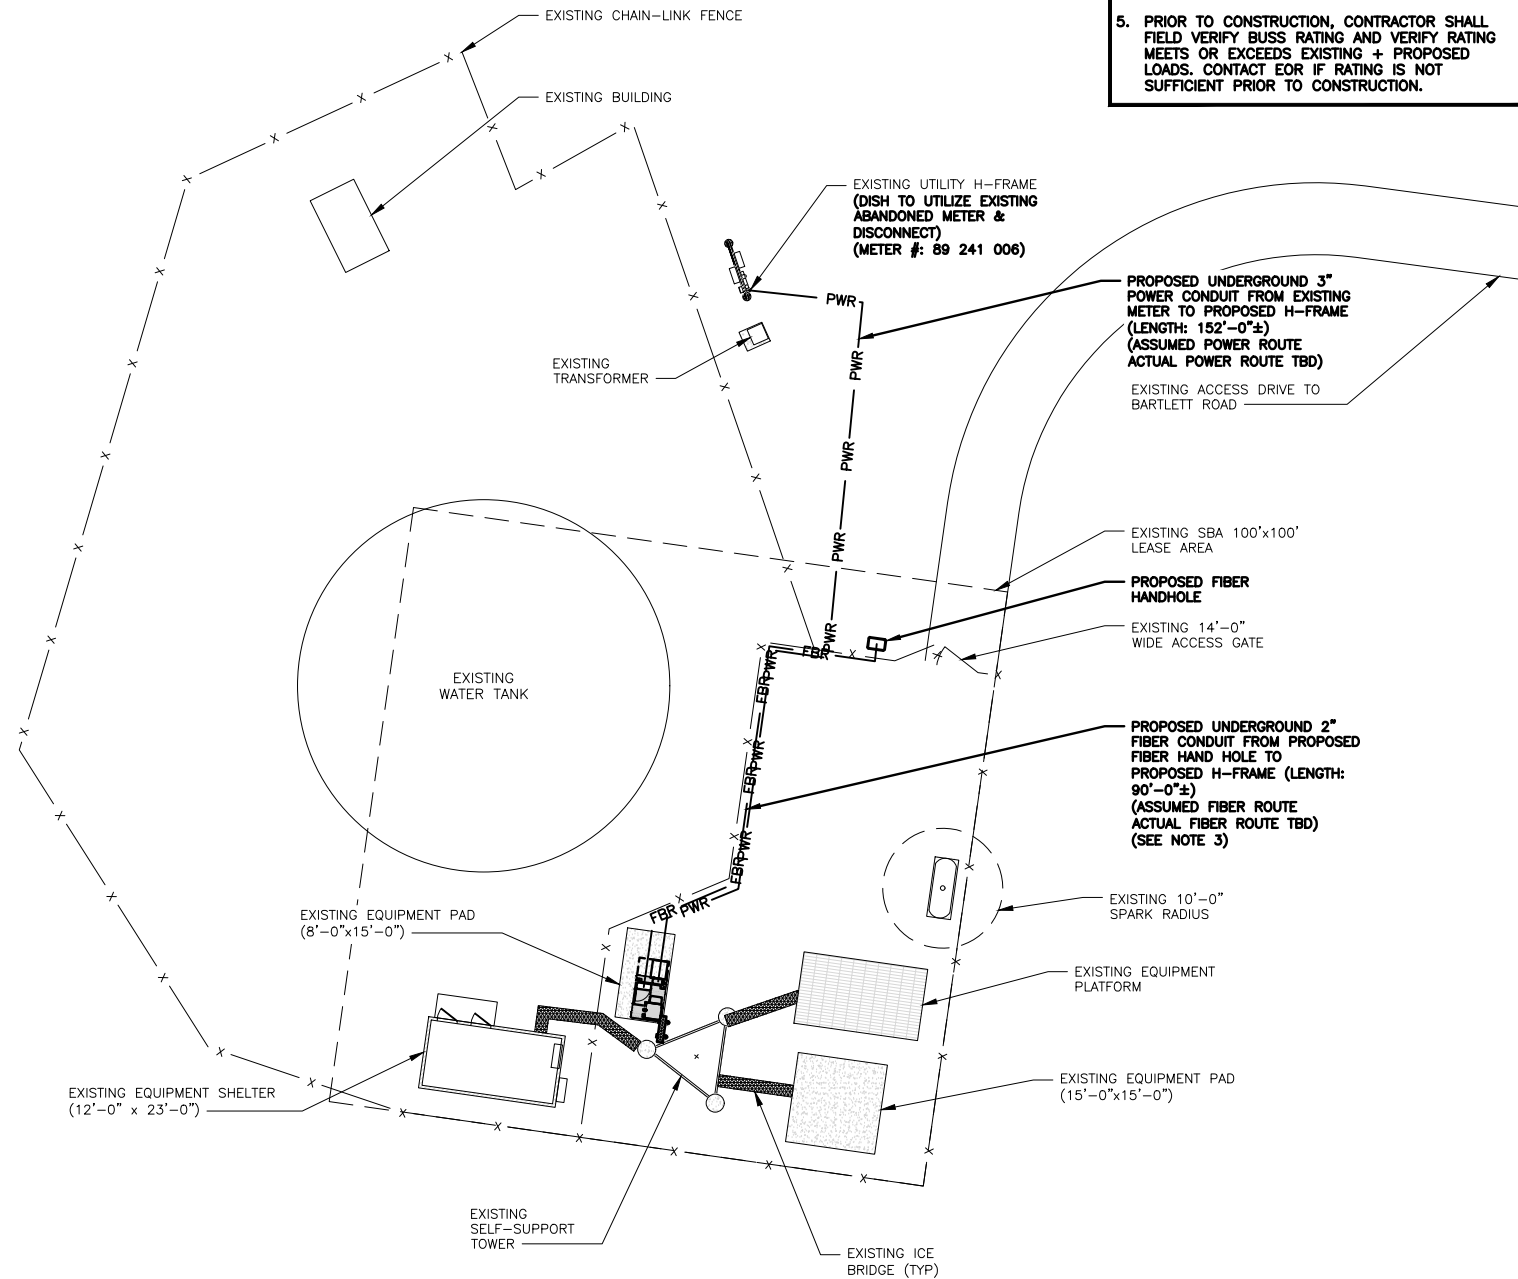 EXISTING CHAIN-LINK FENCE
5. PRIOR TO CONSTRUCTION, CONTRACTOR SHALL
FIELD VERIFY BUSS RATING AND VERIFY RATING
MEETS OR EXCEEDS EXISTING + PROPOSED
LOADS. CONTACT EOR IF RATING IS NOT
SUFFICIENT PRIOR TO CONSTRUCTION.
EXISTING BUILDING
EXISTING UTILITY H-FRAME
(DISH TO UTILIZE EXISTING
ABANDONED METER &
DISCONNECT)
(METER #: 89 241 006)
PROPOSED UNDERGROUND 3"
POWER CONDUIT FROM EXISTING
METER TO PROPOSED H-FRAME
(LENGTH: 152'-0"±)
(ASSUMED POWER ROUTE
ACTUAL POWER ROUTE TBD)
PWR
PWR
EXISTING
TRANSFORMER
EXISTING ACCESS DRIVE TO
BARTLETT ROAD
PWR
PWR
EXISTING SBA 100'x100'
LEASE AREA
PROPOSED FIBER
HANDHOLE
EXISTING 14'-0"
WIDE ACCESS GATE
PWR
FBR
PWR
FBR
EXISTING
WATER TANK
PROPOSED UNDERGROUND 2"
FIBER CONDUIT FROM PROPOSED
FIBER HAND HOLE TO
PROPOSED H-FRAME (LENGTH:
90'-0"±)
(ASSUMED FIBER ROUTE
ACTUAL FIBER ROUTE TBD)
(SEE NOTE 3)
PWR
FBR
PWR
FBR
FBR
PWR
EXISTING 10'-0"
SPARK RADIUS
EXISTING EQUIPMENT PAD
(8'-0"x15'-0")
EXISTING EQUIPMENT
PLATFORM
EXISTING EQUIPMENT SHELTER
(12'-0" x 23'-0")
EXISTING EQUIPMENT PAD
(15'-0"x15'-0")
EXISTING
SELF-SUPPORT
TOWER
EXISTING ICE
BRIDGE (TYP)